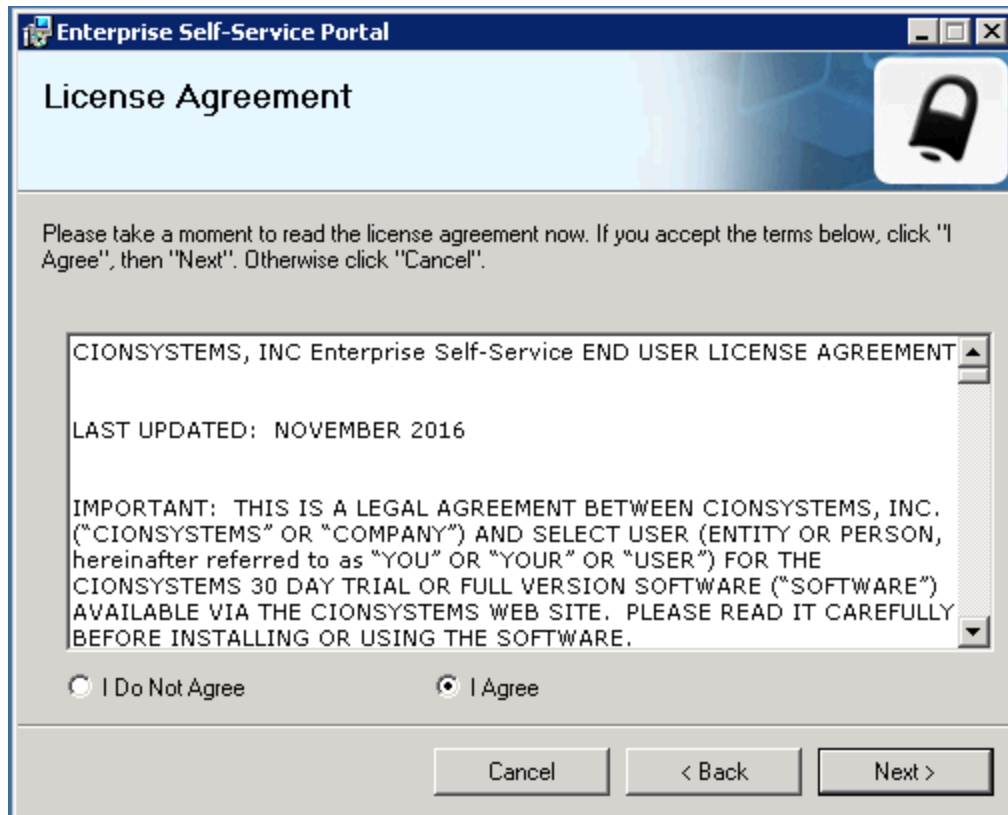 Enterprise Self-Service Portal
License Agreement
Please take a moment to read the license agreement now. If you accept the terms below, click "I
Agree", then "Next". Otherwise click "Cancel".
CIONSYSTEMS, INC Enterprise Self-Service END USER LICENSE AGREEMENT
LAST UPDATED:  NOVEMBER 2016
IMPORTANT:  THIS IS A LEGAL AGREEMENT BETWEEN CIONSYSTEMS, INC.
(“CIONSYSTEMS” OR “COMPANY”) AND SELECT USER (ENTITY OR PERSON,
hereinafter referred to as “YOU” OR “YOUR” OR “USER”) FOR THE
CIONSYSTEMS 30 DAY TRIAL OR FULL VERSION SOFTWARE (“SOFTWARE”)
AVAILABLE VIA THE CIONSYSTEMS WEB SITE.  PLEASE READ IT CAREFULLY
BEFORE INSTALLING OR USING THE SOFTWARE.
I Do Not Agree
I Agree
Cancel
< Back
Next >